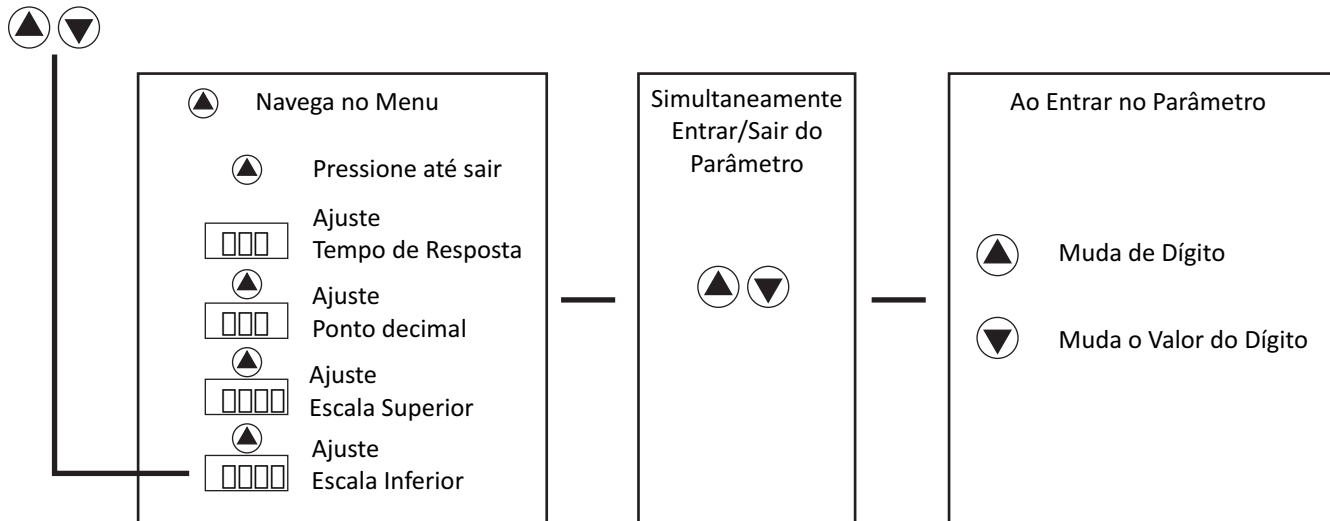 Navega no Menu
Pressione até sair
Ajuste
Tempo de Resposta
Ajuste
Ponto decimal
Ajuste
Escala Superior
Ajuste
Escala Inferior
Simultaneamente
Entrar/Sair do
Parâmetro
Ao Entrar no Parâmetro
Muda de Dígito
Muda o Valor do Dígito